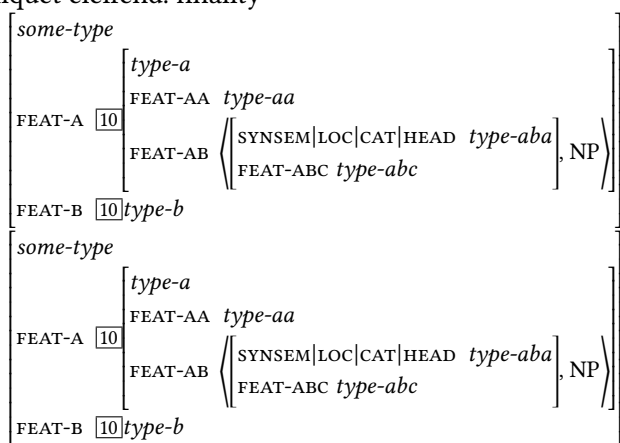 some-type
type-a
FEAT-AA type-aa
FEAT-A 10
SYNSEM|LOC|CAT|HEAD type-aba
FEAT-AB ⟨ , NP⟩
FEAT-ABC type-abc
FEAT-B 10 type-b
some-type
type-a
FEAT-AA type-aa
FEAT-A 10
SYNSEM|LOC|CAT|HEAD type-aba
FEAT-AB ⟨ , NP⟩
FEAT-ABC type-abc
FEAT-B 10 type-b